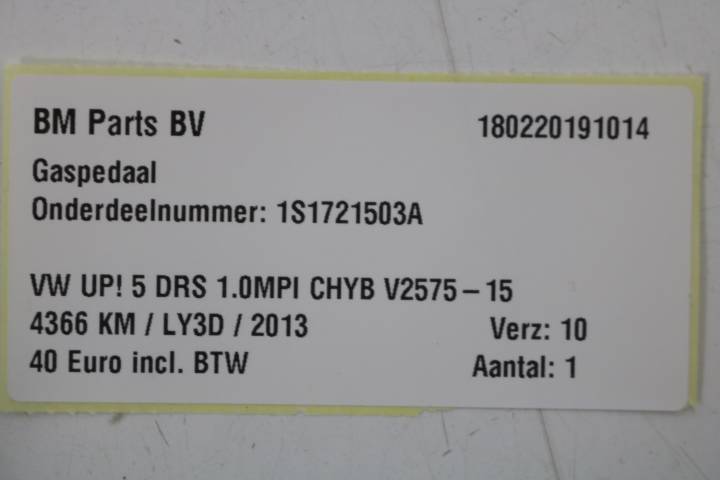 BM Parts BV 180220191014
Gaspedaal
Onderdeelnummer: 1S1721503A
VW UP! 5 DRS 1.0MPI CHYB V2575-15
4366 KM / LY3D / 2013 Verz: 10
40 Euro incl. BTW Aantal: 1